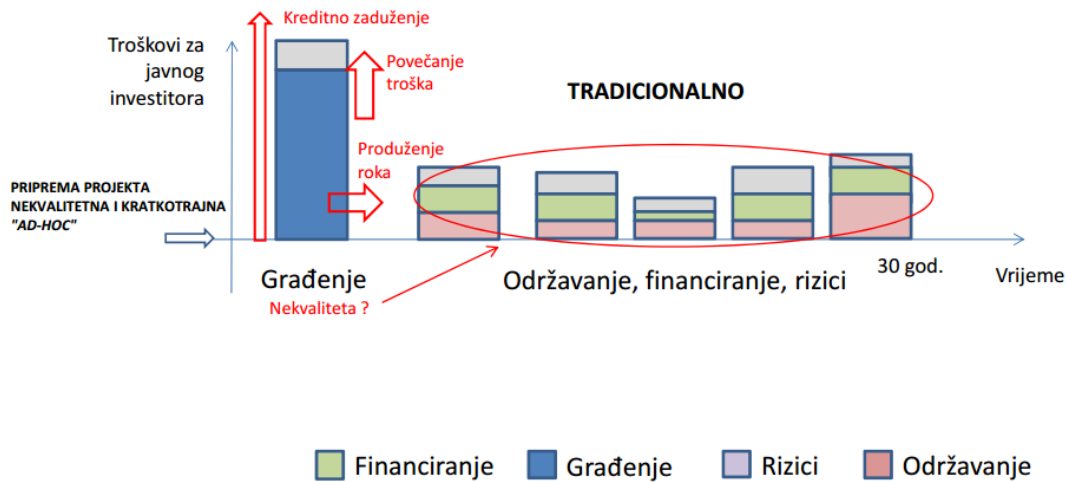 Kreditno zaduženje
Troškovi za
javnog
investitora
Povečanje
troška
TRADICIONALNO
Produženje
roka
PRIPREMA PROJEKTA
NEKVALITETNA I KRATKOTRAJNA
"AD-HOC"
Građenje
Održavanje, financiranje, rizici
30 god.
Vrijeme
Nekvaliteta ?
Financiranje
Građenje
Rizici
Održavanje